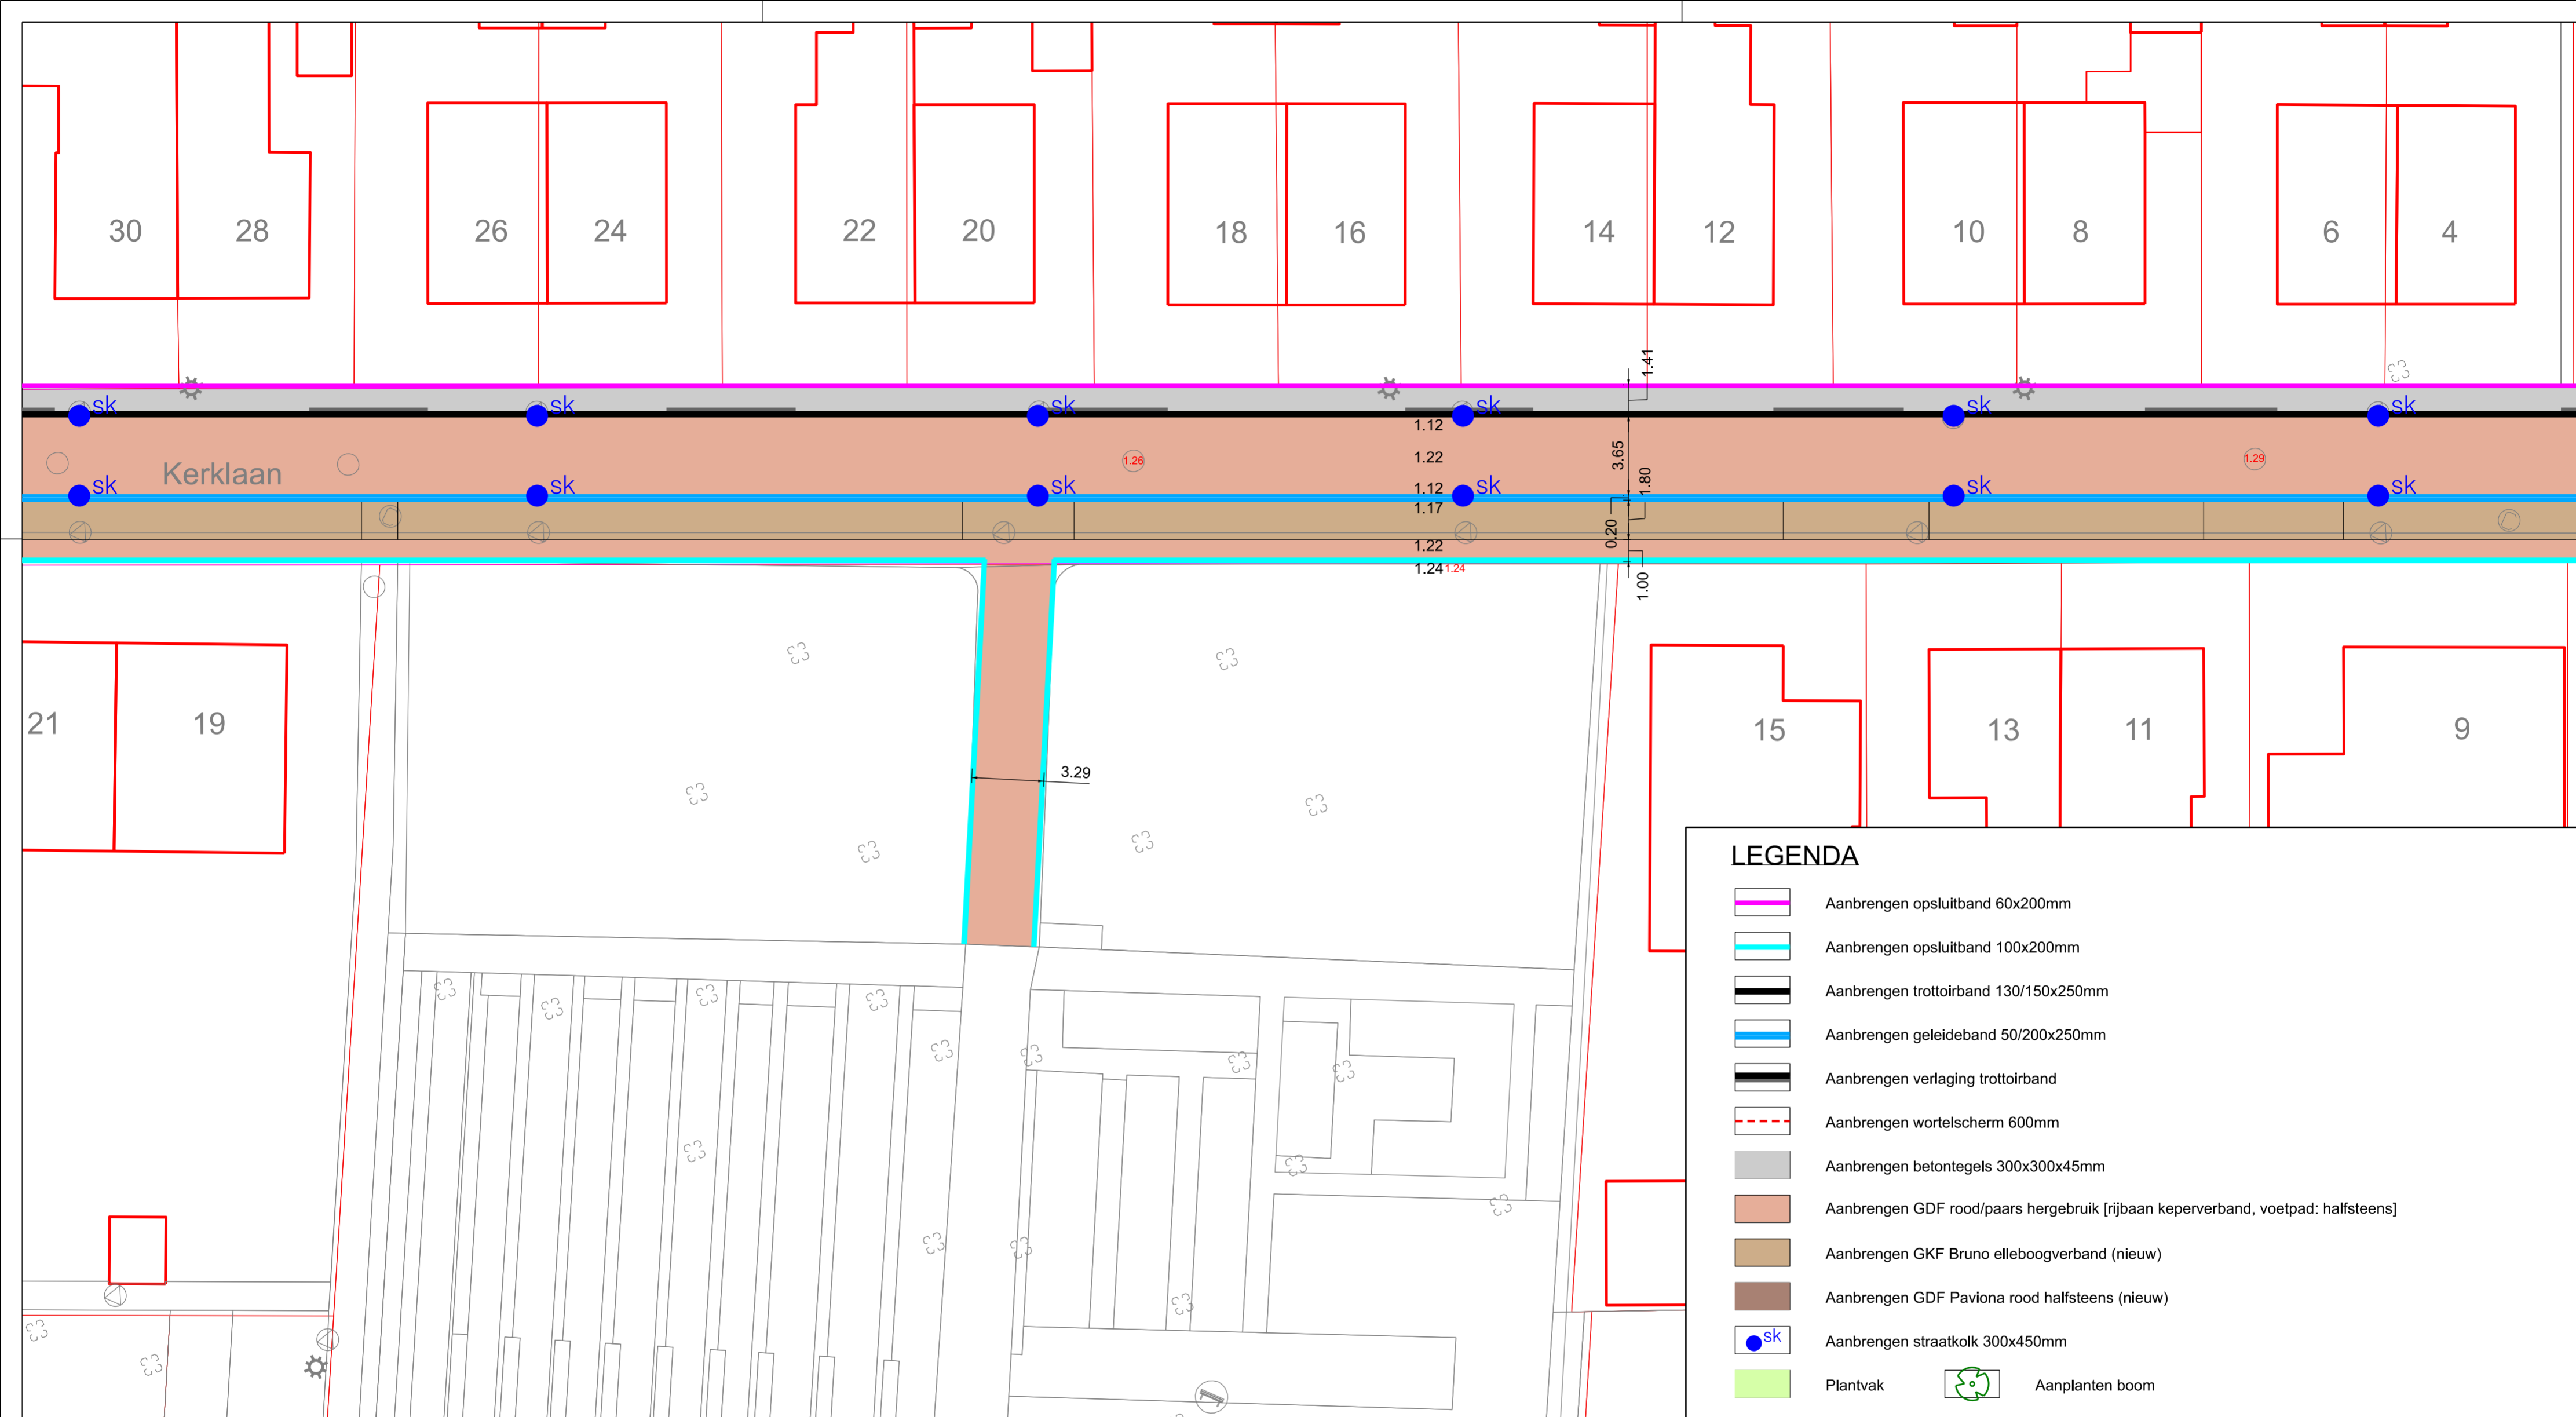 30 28 26 24 22 20 18 16 14 12 10 8 6 4
1.41
sk sk sk sk sk sk
1.12
1.22
3.65
1.26
1.29
Kerklaan
1.12
1.80
sk sk sk sk sk sk
1.17
0.20
1.22
1.24 1.24
1.00
21 19 15 13 11 9
3.29
LEGENDA
Aanbrengen opsluitband 60x200mm
Aanbrengen opsluitband 100x200mm
Aanbrengen trottoirband 130/150x250mm
Aanbrengen geleideband 50/200x250mm
Aanbrengen verlaging trottoirband
Aanbrengen wortelscherm 600mm
Aanbrengen betontegels 300x300x45mm
Aanbrengen GDF rood/paars hergebruik [rijbaan keperverband, voetpad: halfsteens]
Aanbrengen GKF Bruno elleboogverband (nieuw)
Aanbrengen GDF Paviona rood halfsteens (nieuw)
sk Aanbrengen straatkolk 300x450mm
Plantvak Aanplanten boom